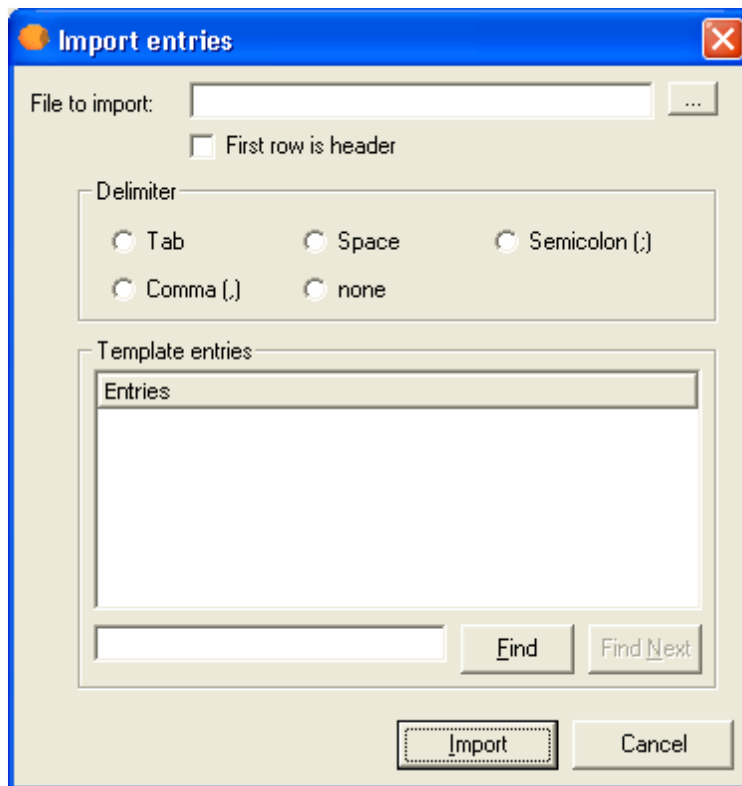 Import entries
File to import: ...
First row is header
Delimiter
Tab Space Semicolon (;)
Comma (,) none
Template entries
Entries
Find Find Next
Import Cancel